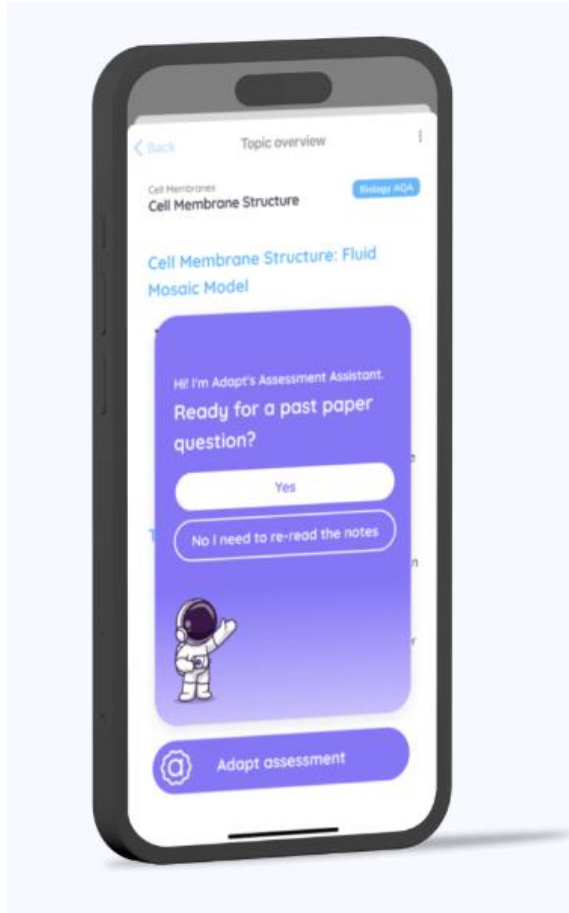 Back
Topic overview
Cell Membranes
Cell Membrane Structure
Biology AQA
Cell Membrane Structure: Fluid
Mosaic Model
Hi! I'm Adapt's Assessment Assistant.
Ready for a past paper
question?
Yes
No I need to re-read the notes
a
Adapt assessment